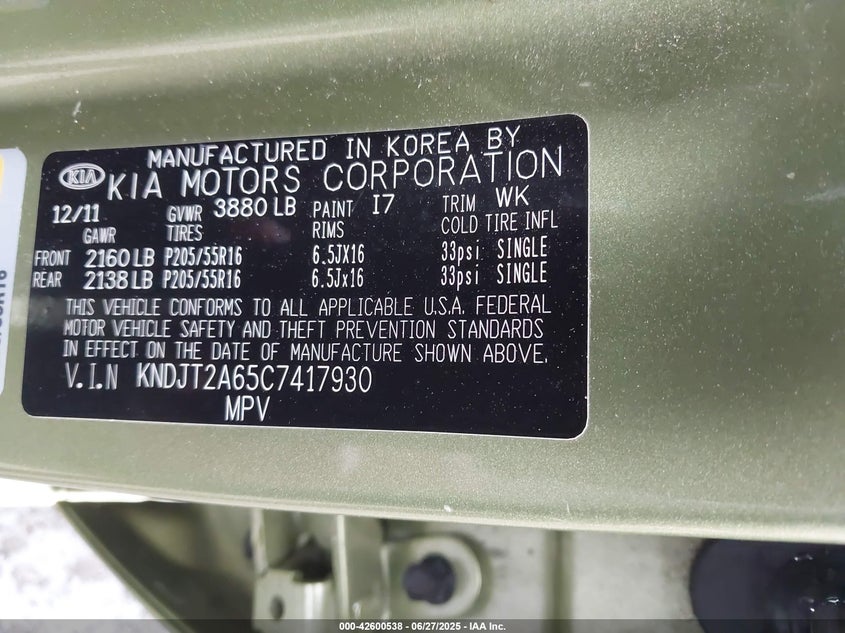 MANUFACTURED IN KOREA BY
KIA KIA MOTORS CORPORATION
12/11 GVWR 3880 LB PAINT I7 TRIM WK
GAWR TIRES RIMS COLD TIRE INFL
FRONT 2160 LB P205/55R16 6.5JX16 33psi SINGLE
REAR 2138 LB P205/55R16 6.5Jx16 33psi SINGLE
THIS VEHICLE CONFORMS TO ALL APPLICABLE U.S.A. FEDERAL
MOTOR VEHICLE SAFETY AND THEFT PREVENTION STANDARDS
IN EFFECT ON THE DATE OF MANUFACTURE SHOWN ABOVE.
V.I.N KNDJT2A65C7417930
MPV
000-42600538 - 06/27/2025 - IAA Inc.